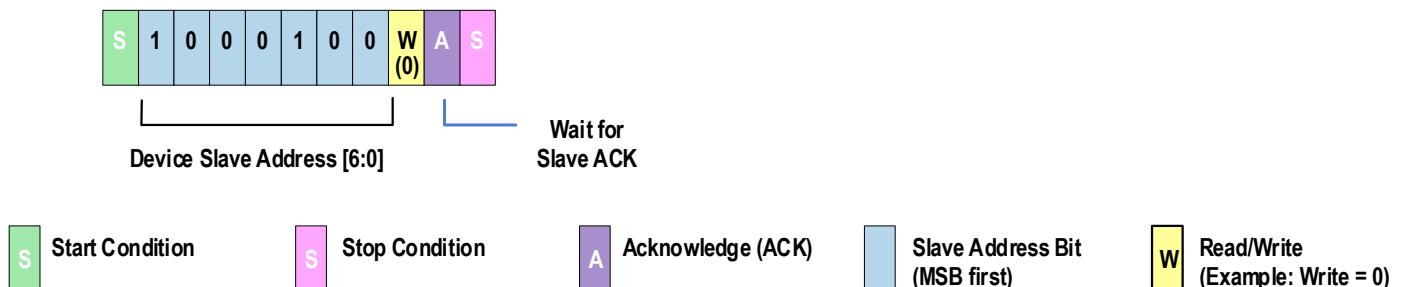 S 1 0 0 0 1 0 0 W A S
(0)
Wait for
Slave ACK
Device Slave Address [6:0]
S Start Condition
S Stop Condition
A Acknowledge (ACK)
Slave Address Bit
(MSB first)
W Read/Write
(Example: Write = 0)